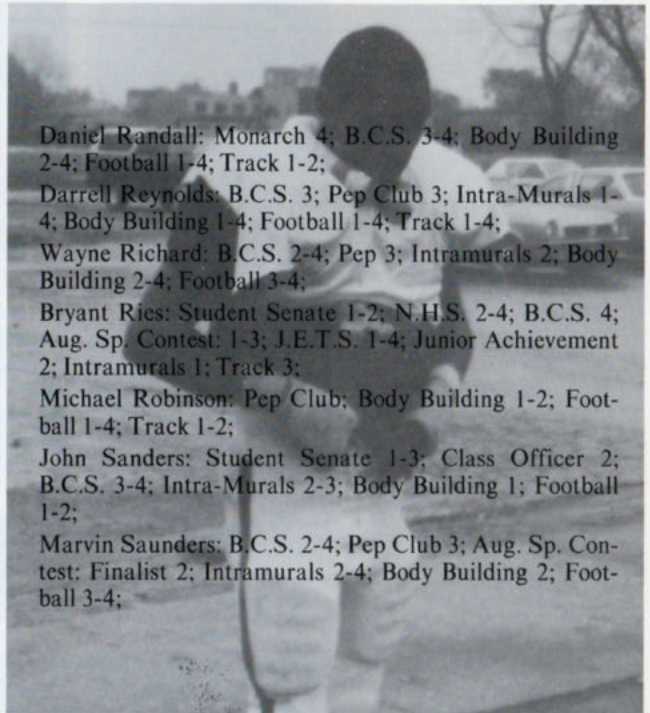 Daniel Randall: Monarch 4; B.C.S. 3-4; Body Building
2-4; Football 1-4; Track 1-2;
Darrell Reynolds: B.C.S. 3; Pep Club 3; Intra-Murals 1-
4; Body Building 1-4; Football 1-4; Track 1-4;
Wayne Richard: B.C.S. 2-4; Pep 3; Intramurals 2; Body
Building 2-4; Football 3-4;
Bryant Ries: Student Senate 1-2; N.H.S. 2-4; B.C.S. 4;
Aug. Sp. Contest: 1-3; J.E.T.S. 1-4; Junior Achievement
2; Intramurals 1; Track 3;
Michael Robinson: Pep Club; Body Building 1-2; Foot-
ball 1-4; Track 1-2;
John Sanders: Student Senate 1-3; Class Officer 2;
B.C.S. 3-4; Intra-Murals 2-3; Body Building 1; Football
1-2;
Marvin Saunders: B.C.S. 2-4; Pep Club 3; Aug. Sp. Con-
test: Finalist 2; Intramurals 2-4; Body Building 2; Foot-
ball 3-4;